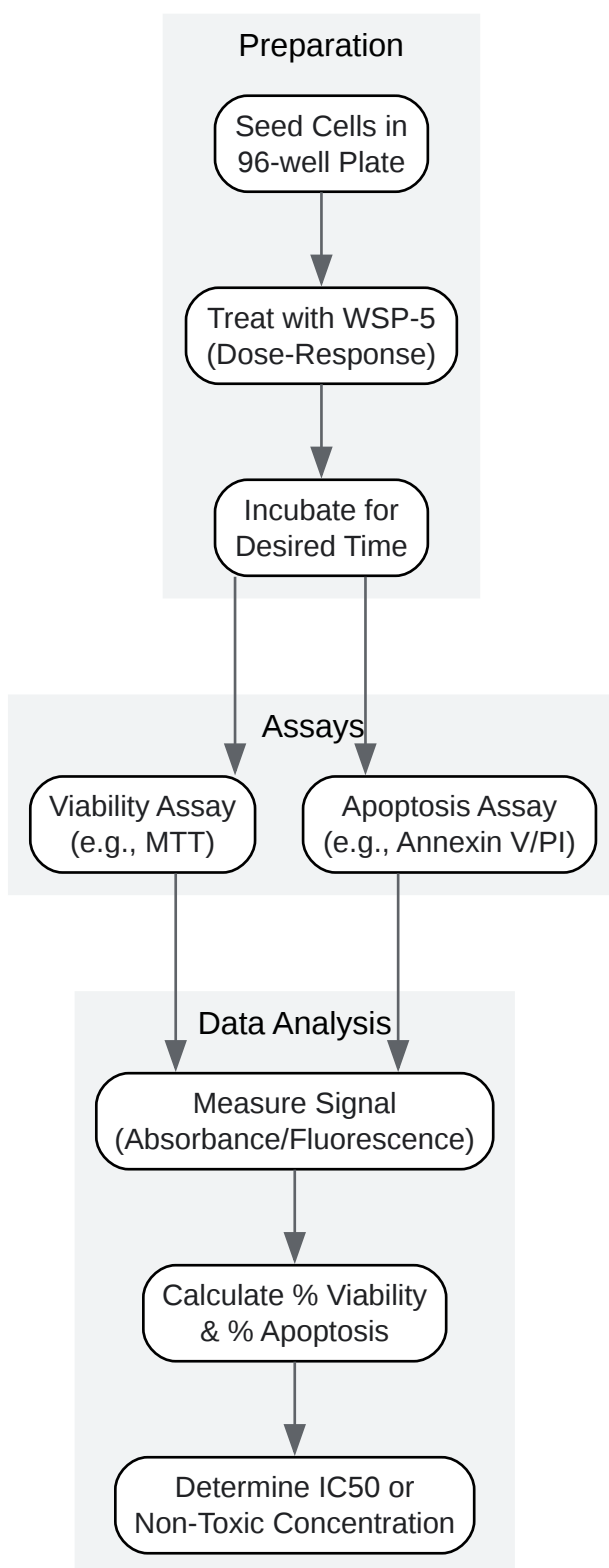 Preparation
Seed Cells in
96-well Plate
Treat with WSP-5
(Dose-Response)
Incubate for
Desired Time
Assays
Viability Assay
(e.g., MTT)
Apoptosis Assay
(e.g., Annexin V/PI)
Data Analysis
Measure Signal
(Absorbance/Fluorescence)
Calculate % Viability
& % Apoptosis
Determine IC50 or
Non-Toxic Concentration